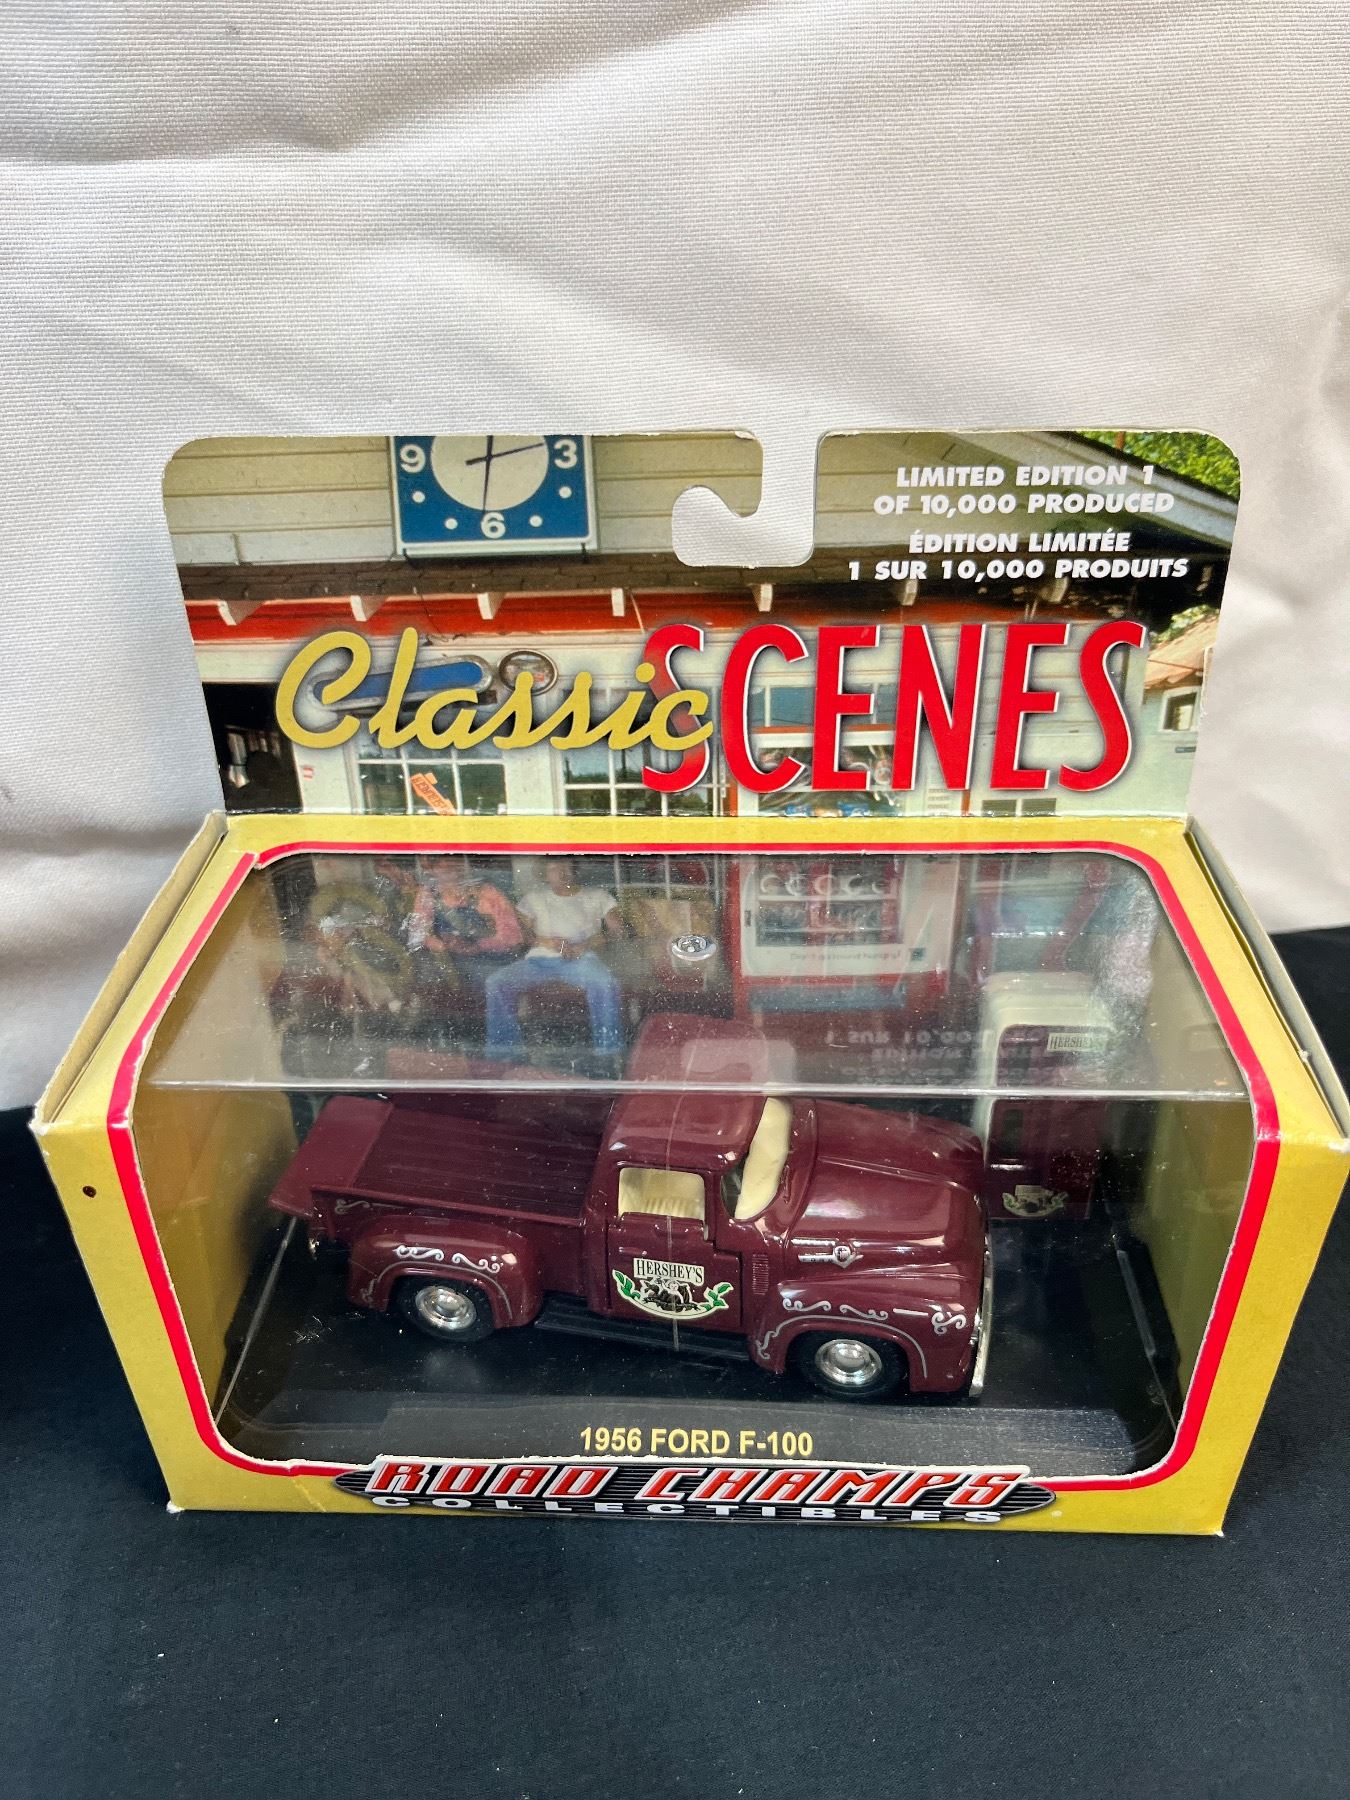 9 3
6
LIMITED EDITION 1
OF 10,000 PRODUCED
ÉDITION LIMITÉE
1 SUR 10,000 PRODUITS
Classic SCENES
HERSHEY'S
HERSHEY'S
1956 FORD F-100
ROAD CHAMPS
COLLECTIBLES